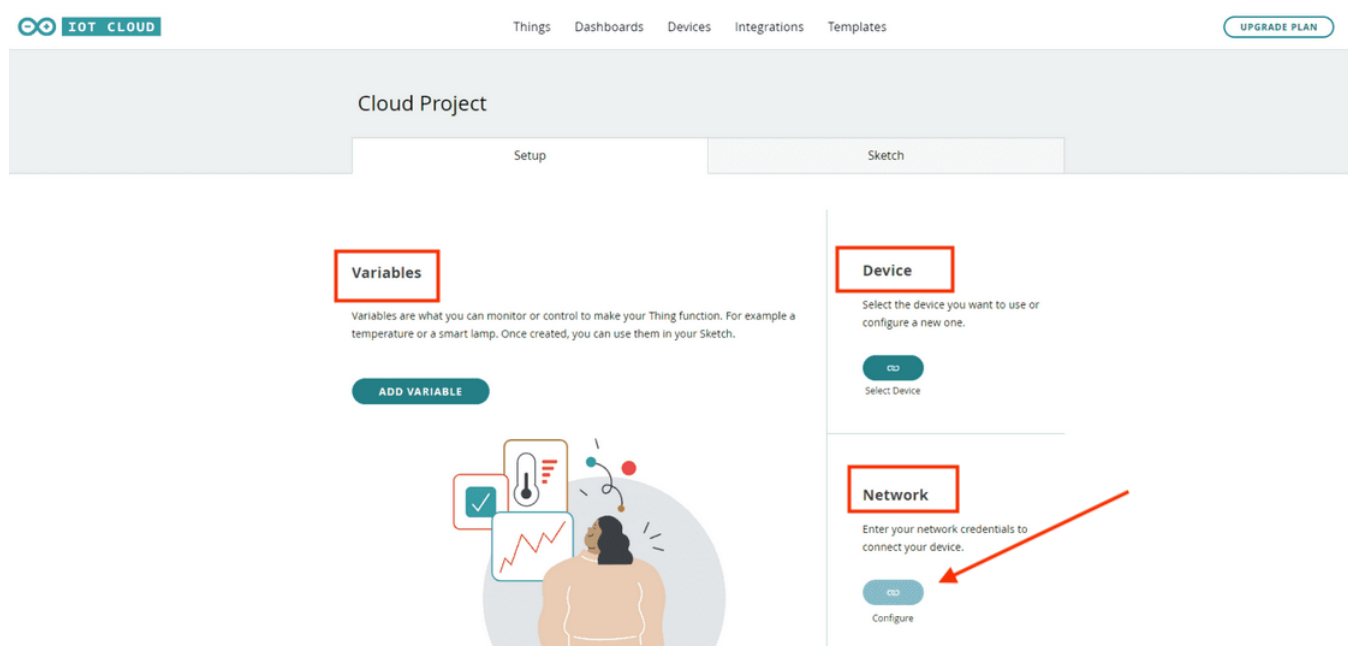 IOT CLOUD
Things Dashboards Devices Integrations Templates
UPGRADE PLAN
Cloud Project
Setup
Sketch
Variables
Variables are what you can monitor or control to make your Thing function. For example a
temperature or a smart lamp. Once created, you can use them in your Sketch.
ADD VARIABLE
Device
Select the device you want to use or
configure a new one.
Select Device
Network
Enter your network credentials to
connect your device.
Configure